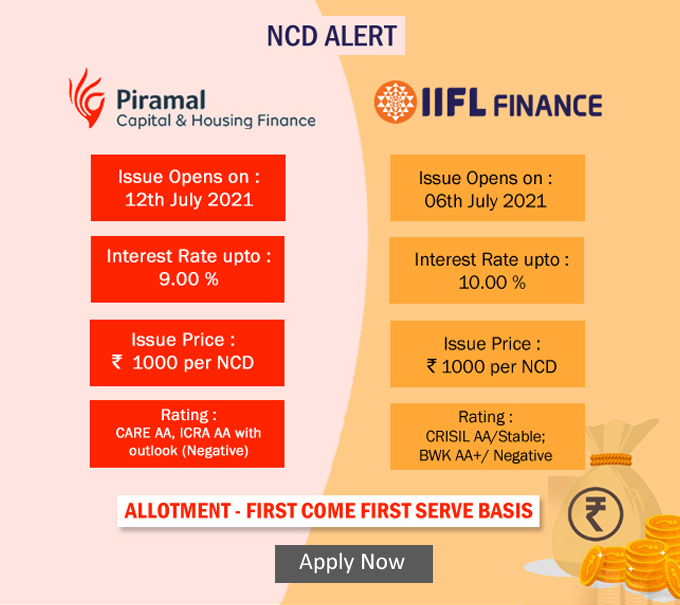 NCD ALERT
Piramal
Capital & Housing Finance
Issue Opens on :
12th July 2021
Interest Rate upto :
9.00 %
Issue Price :
₹ 1000 per NCD
Rating :
CARE AA, ICRA AA with
outlook (Negative)
IIFL FINANCE
Issue Opens on :
06th July 2021
Interest Rate upto :
10.00 %
Issue Price :
₹ 1000 per NCD
Rating :
CRISIL AA/Stable;
BWK AA+/ Negative
₹
ALLOTMENT - FIRST COME FIRST SERVE BASIS
Apply Now